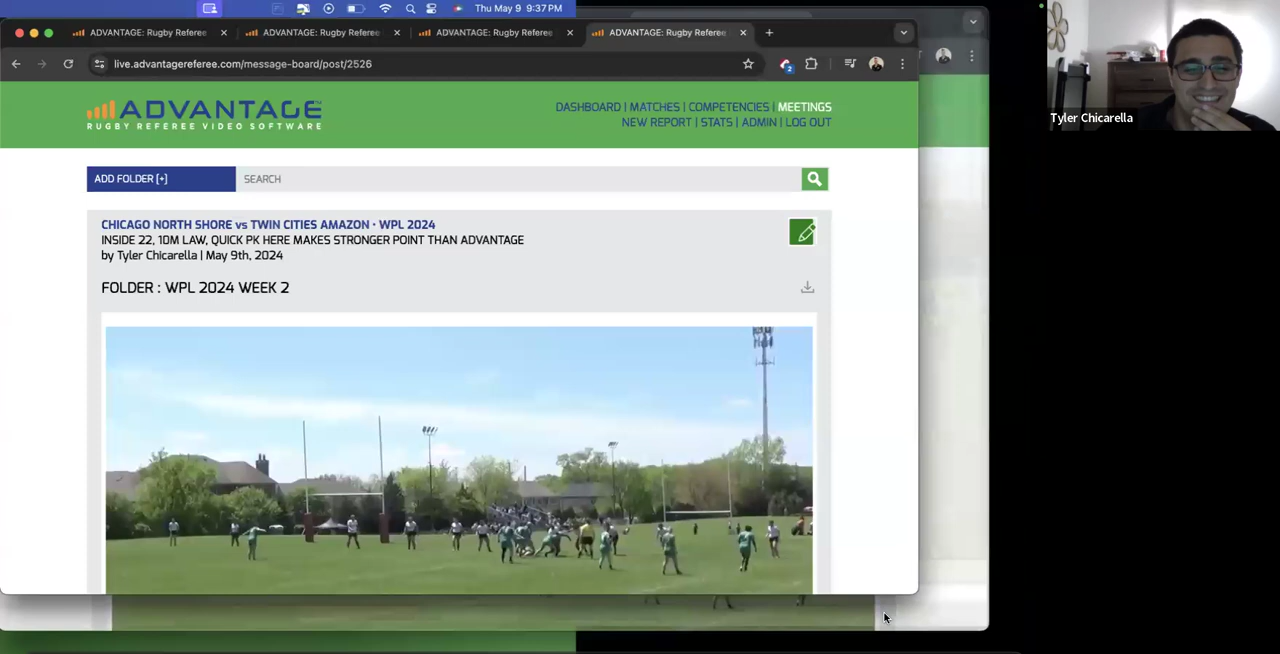 Thu May 9 9:37 PM
ADVANTAGE: Rugby Referee
ADVANTAGE: Rugby Referee
ADVANTAGE: Rugby Referee
ADVANTAGE: Rugby Referee
live.advantagereferee.com/message-board/post/2526
2
ADVANTAGE™
RUGBY REFEREE VIDEO SOFTWARE
DASHBOARD | MATCHES | COMPETENCIES | MEETINGS
NEW REPORT | STATS | ADMIN | LOG OUT
ADD FOLDER [+]
SEARCH
CHICAGO NORTH SHORE vs TWIN CITIES AMAZON · WPL 2024
INSIDE 22, 10M LAW, QUICK PK HERE MAKES STRONGER POINT THAN ADVANTAGE
by Tyler Chicarella | May 9th, 2024
FOLDER : WPL 2024 WEEK 2
Tyler Chicarella